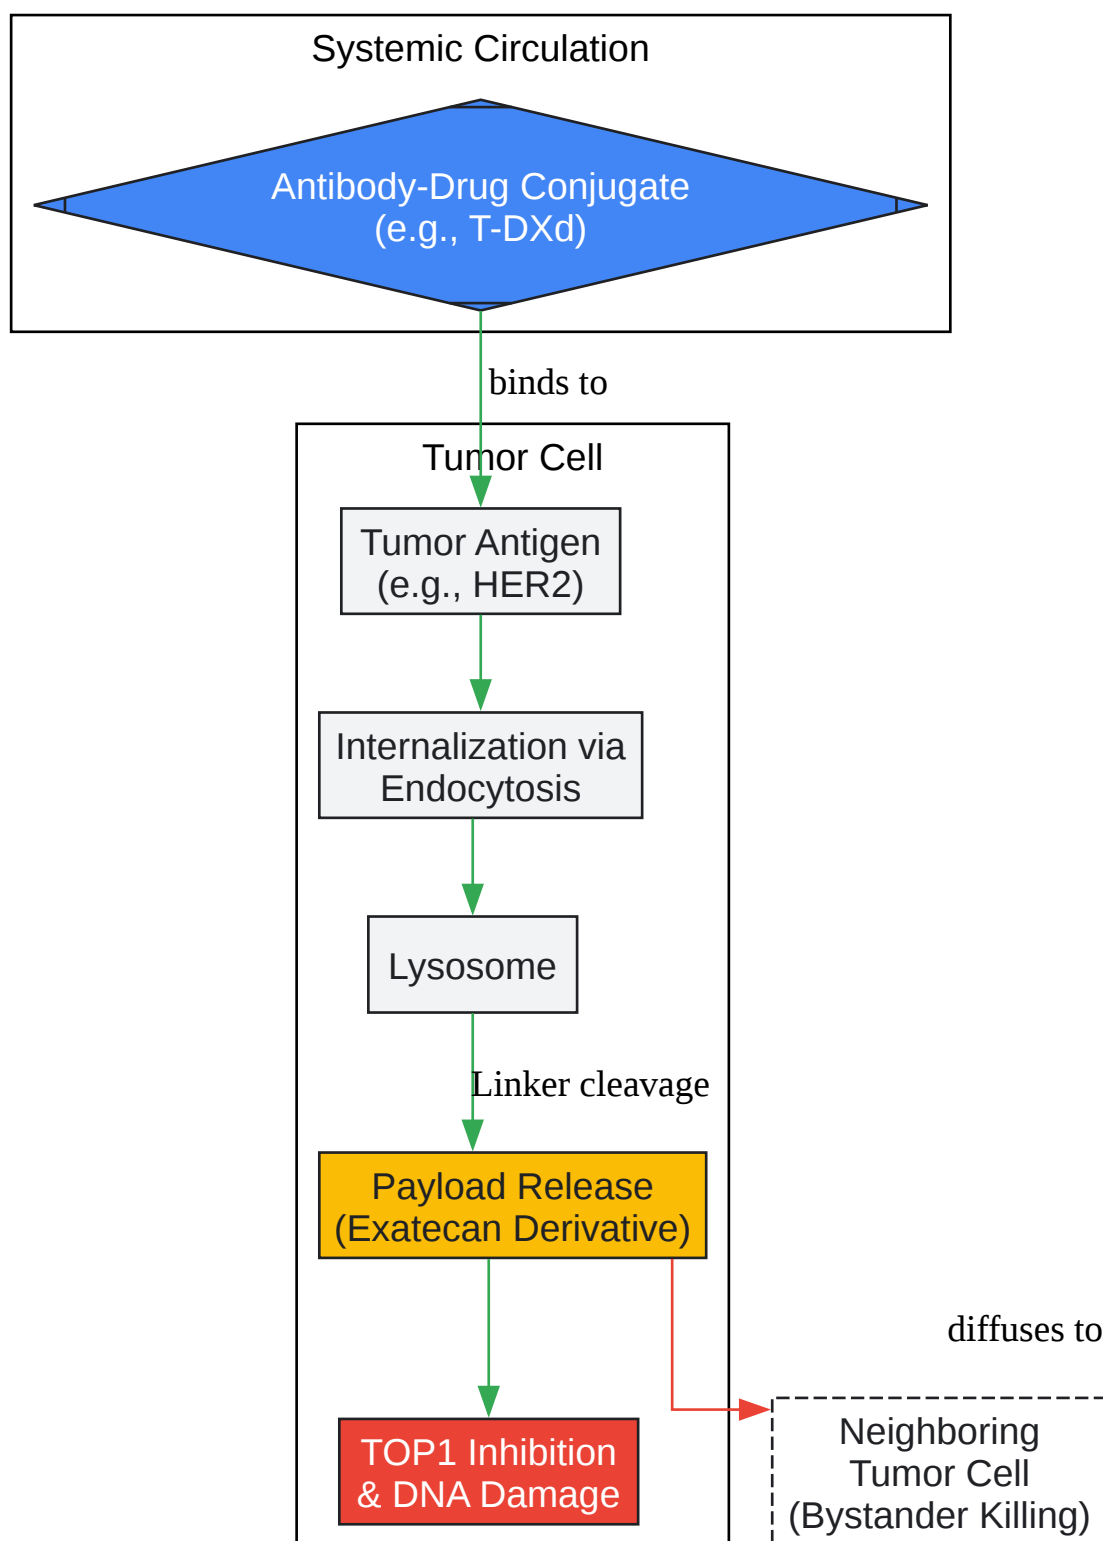 Systemic Circulation
Antibody-Drug Conjugate
(e.g., T-DXd)
binds to
Tumor Cell
Tumor Antigen
(e.g., HER2)
Internalization via
Endocytosis
Lysosome
Linker cleavage
Payload Release
(Exatecan Derivative)
diffuses to
TOP1 Inhibition
& DNA Damage
Neighboring
Tumor Cell
(Bystander Killing)